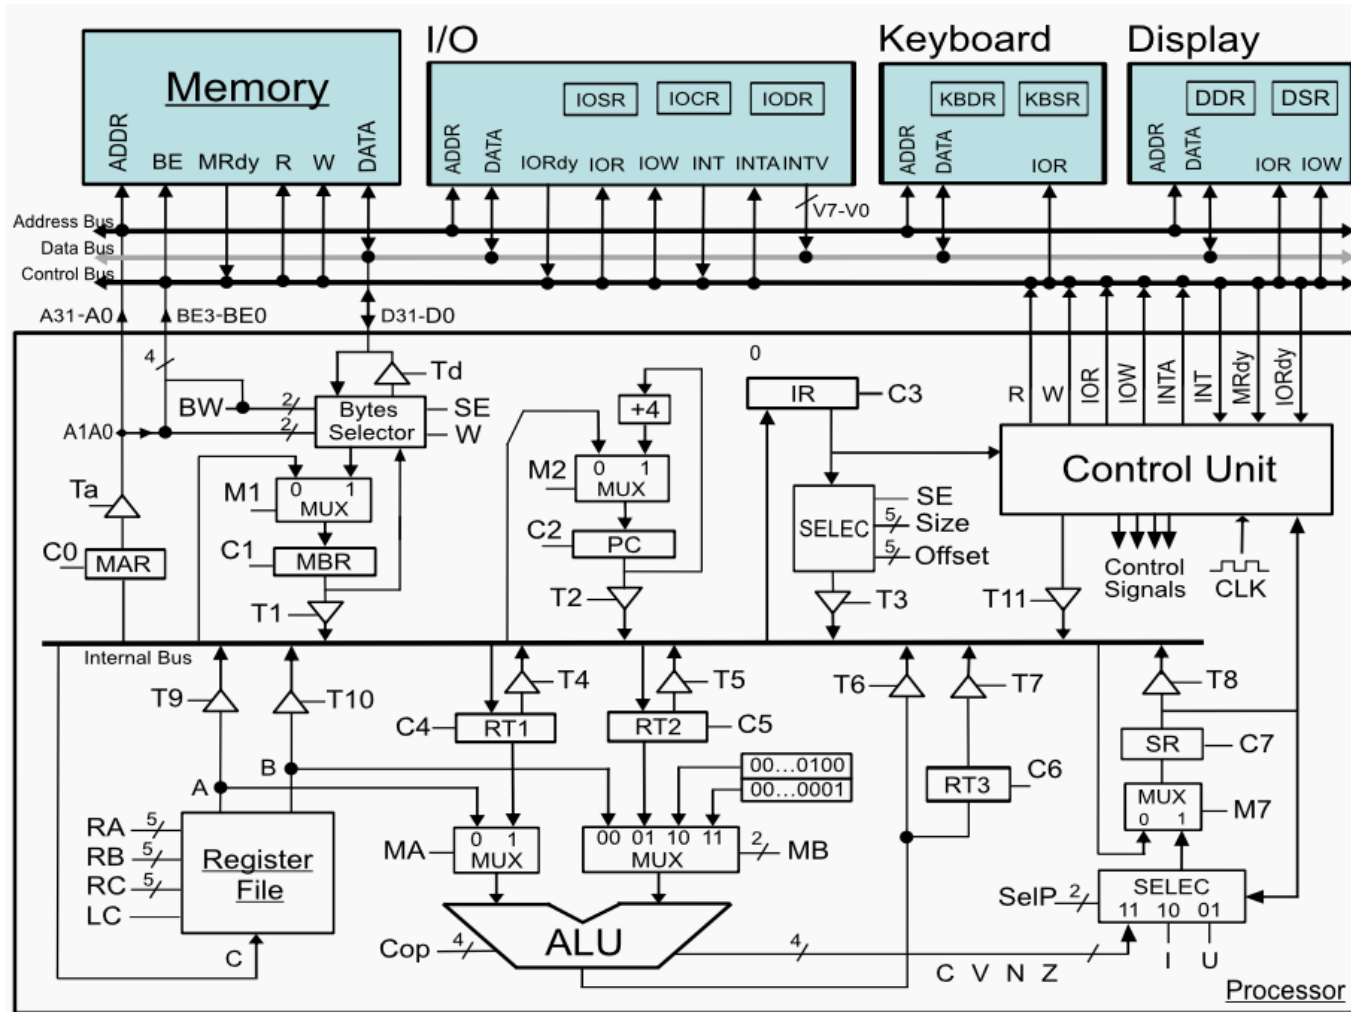 I/O
Keyboard
Display
Memory
IOSR IOCR IODR
KBDR KBSR
DDR DSR
ADDR BE MRdy R W DATA
ADDR DATA IORdy IOR IOW INT INTA INTV
ADDR DATA IOR
ADDR DATA IOR IOW
V7-V0
Address Bus
Data Bus
Control Bus
A31-A0
BE3-BE0
D31-D0
4
Td
0
IR
C3
R W IOR IOW INTA INT MRdy IORdy
BW
2
Bytes
Selector
SE
W
A1A0
2
+4
Control Unit
Ta
M1
0 1
MUX
M2
0 1
MUX
SELEC
SE
5
Size
5
Offset
C0
MAR
C1
MBR
C2
PC
Control
Signals
CLK
T1
T2
T3
T11
Internal Bus
T9
T10
T4
T5
T6
T7
T8
C4
RT1
RT2
C5
SR
C7
A
B
00...0100
00...0001
RT3
C6
MUX
0 1
M7
RA
5
RB
5
RC
5
LC
Register
File
MA
0 1
MUX
00 01 10 11
MUX
2
MB
SelP
2
SELEC
11 10 01
C
Cop
4
ALU
4
C V N Z
I
U
Processor